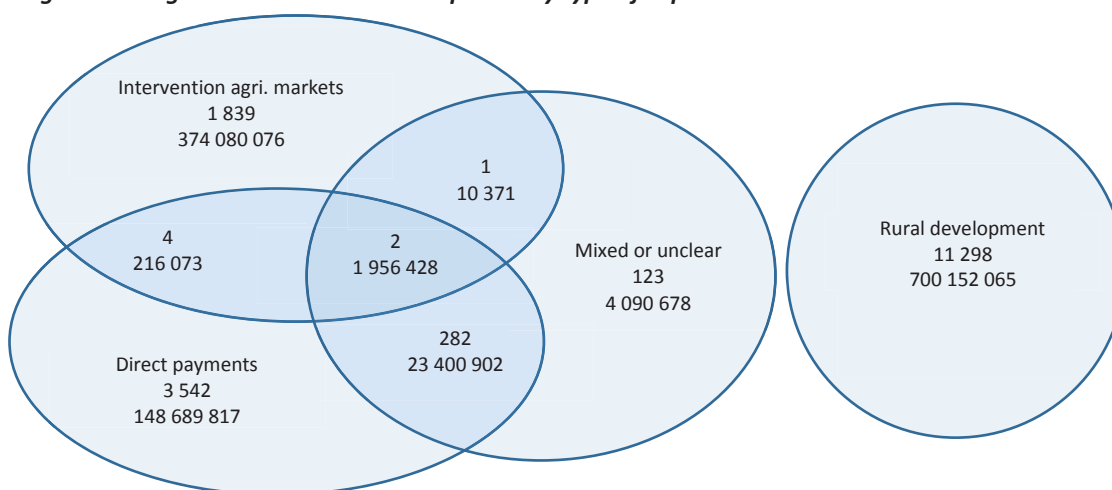 Intervention agri. markets
1 839
374 080 076
1
10 371
4
216 073
2
1 956 428
Mixed or unclear
123
4 090 678
Rural development
11 298
700 152 065
282
23 400 902
Direct payments
3 542
148 689 817